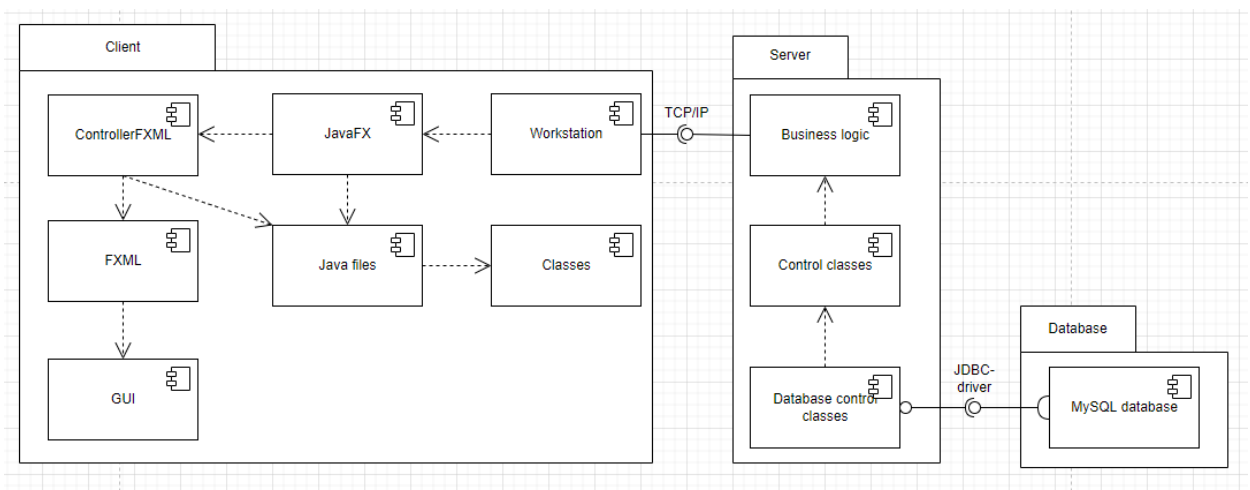 Client
Server
ControllerFXML
JavaFX
Workstation
TCP/IP
Business logic
FXML
Java files
Classes
Control classes
Database
GUI
Database control
classes
JDBC-
driver
MySQL database